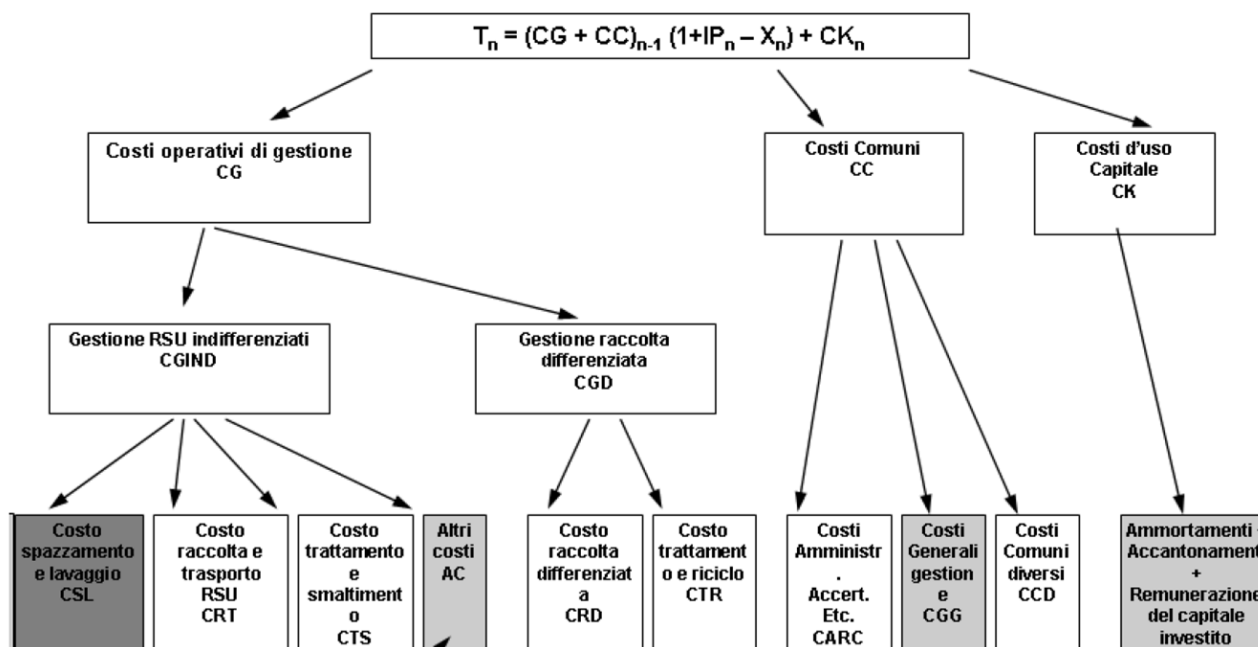 Tn = (CG + CC)n-1 (1+IPn – Xn) + CKn
Costi operativi di gestione
CG
Costi Comuni
CC
Costi d'uso
Capitale
CK
Gestione RSU indifferenziati
CGIND
Gestione raccolta
differenziata
CGD
Costo
spazzamento
e lavaggio
CSL
Costo
raccolta e
trasporto
RSU
CRT
Costo
trattamento
e
smaltiment
o
CTS
Altri
costi
AC
Costo
raccolta
differenziat
a
CRD
Costo
trattament
o e riciclo
CTR
Costi
Amministr
.
Accert.
Etc.
CARC
Costi
Generali
gestion
e
CGG
Costi
Comuni
diversi
CCD
Ammortamenti
Accantonament
+
Remunerazione
del capitale
investito